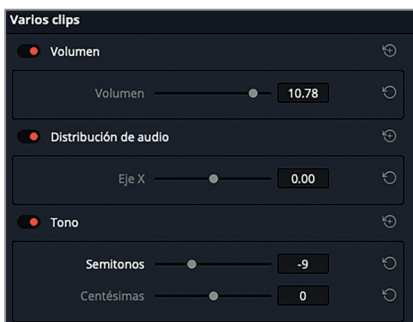 Varios clips
Volumen
Volumen 10.78
Distribución de audio
Eje X 0.00
Tono
Semitonos -9
Centésimas 0